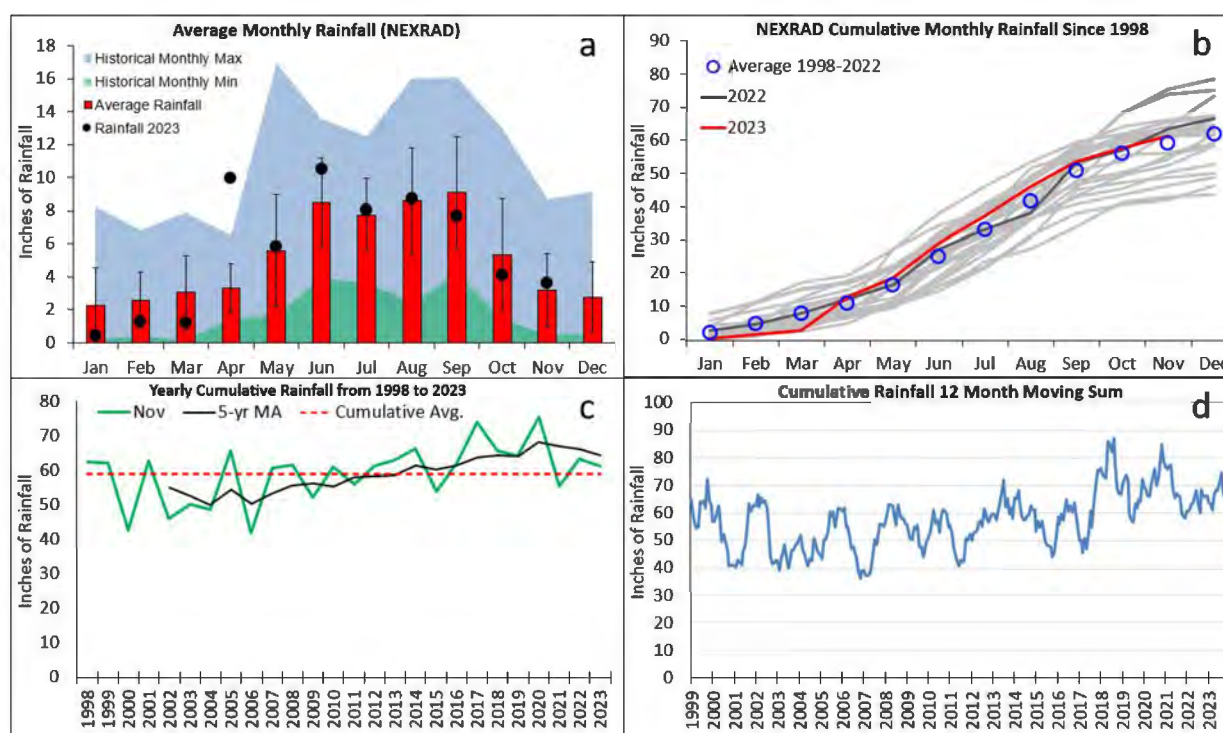 Average Monthly Rainfall (NEXRAD)
a
18
16
14
12
10
8
6
4
2
0
Inches of Rainfall
Historical Monthly Max
Historical Monthly Min
Average Rainfall
Rainfall 2023
Jan Feb Mar Apr May Jun Jul Aug Sep Oct Nov Dec
NEXRAD Cumulative Monthly Rainfall Since 1998
b
90
80
70
60
50
40
30
20
10
0
Inches of Rainfall
Average 1998-2022
2022
2023
Jan Feb Mar Apr May Jun Jul Aug Sep Oct Nov Dec
Yearly Cumulative Rainfall from 1998 to 2023
c
80
70
60
50
40
30
20
10
0
Inches of Rainfall
Nov 5-yr MA Cumulative Avg.
1998 1999 2000 2001 2002 2003 2004 2005 2006 2007 2008 2009 2010 2011 2012 2013 2014 2015 2016 2017 2018 2019 2020 2021 2022 2023
Cumulative Rainfall 12 Month Moving Sum
d
100
90
80
70
60
50
40
30
20
10
0
Inches of Rainfall
1999 2000 2001 2002 2003 2004 2005 2006 2007 2008 2009 2010 2011 2012 2013 2014 2015 2016 2017 2018 2019 2020 2021 2022 2023